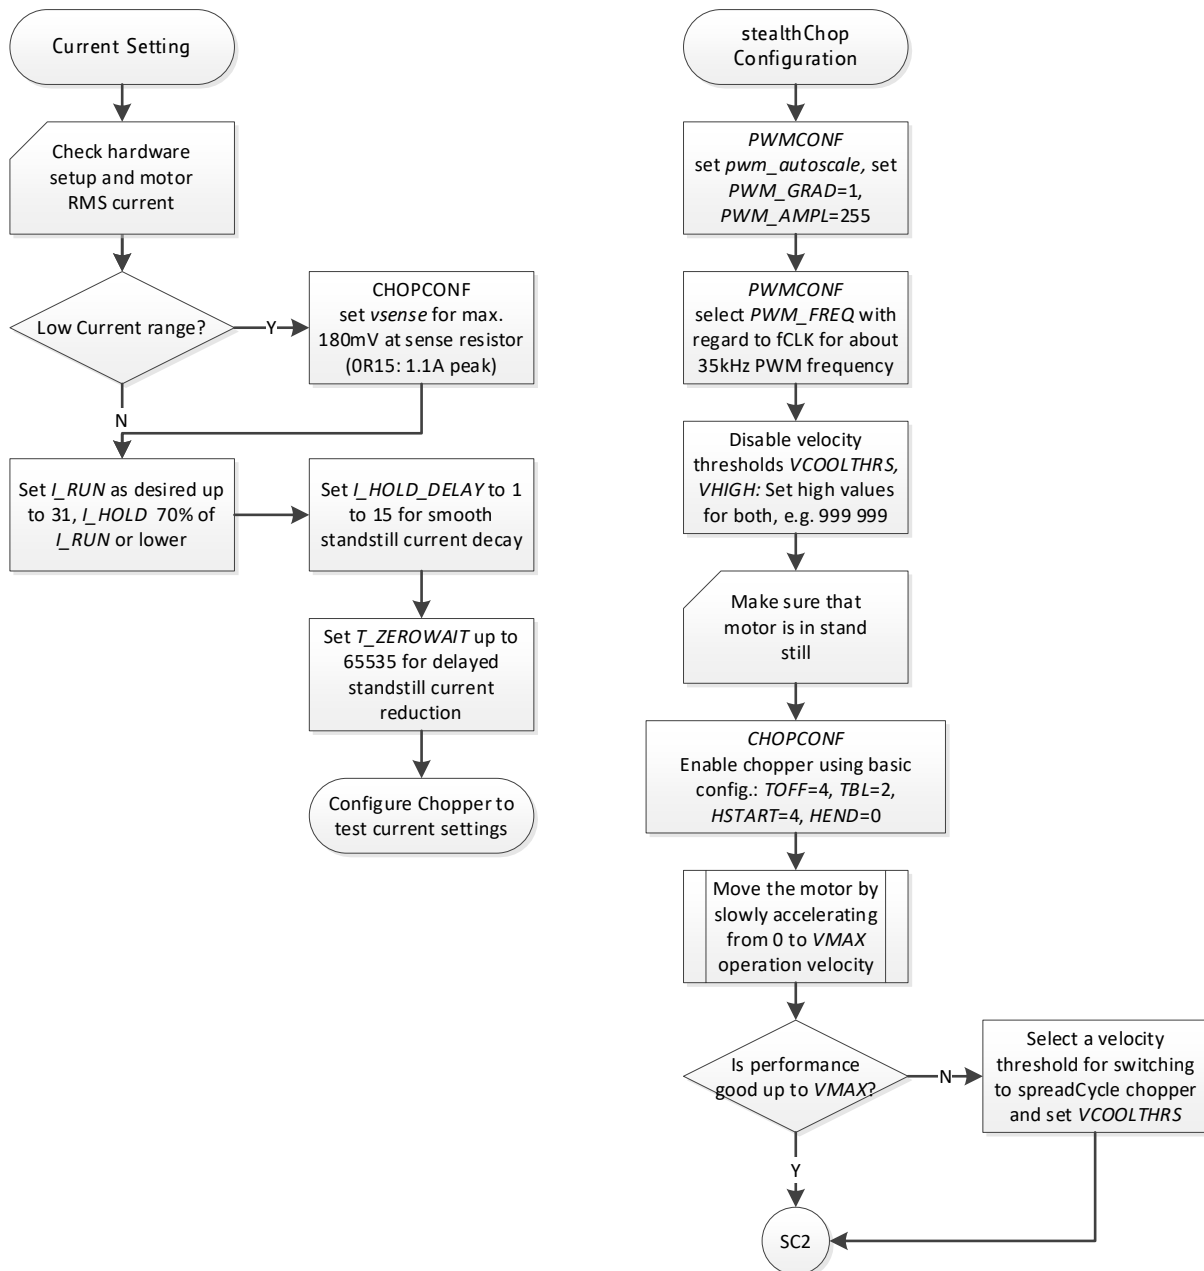 Current Setting
Check hardware
setup and motor
RMS current
Low Current range?
Y
N
CHOPCONF
set vsense for max.
180mV at sense resistor
(0R15: 1.1A peak)
Set I_RUN as desired up
to 31, I_HOLD 70% of
I_RUN or lower
Set I_HOLD_DELAY to 1
to 15 for smooth
standstill current decay
Set T_ZEROWAIT up to
65535 for delayed
standstill current
reduction
Configure Chopper to
test current settings
stealthChop
Configuration
PWMCONF
set pwm_autoscale, set
PWM_GRAD=1,
PWM_AMPL=255
PWMCONF
select PWM_FREQ with
regard to fCLK for about
35kHz PWM frequency
Disable velocity
thresholds VCOOLTHRS,
VHIGH: Set high values
for both, e.g. 999 999
Make sure that
motor is in stand
still
CHOPCONF
Enable chopper using basic
config.: TOFF=4, TBL=2,
HSTART=4, HEND=0
Move the motor by
slowly accelerating
from 0 to VMAX
operation velocity
Is performance
good up to VMAX?
N
Select a velocity
threshold for switching
to spreadCycle chopper
and set VCOOLTHRS
Y
SC2